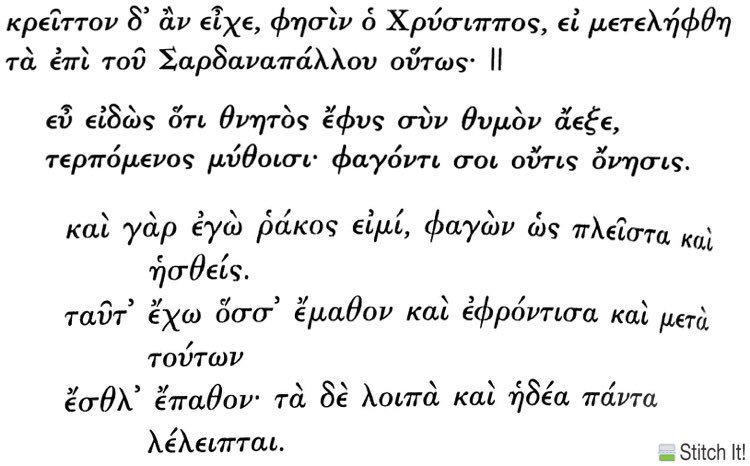 κρεῖττον δ’ ἂν εἶχε, φησὶν ὁ Χρύσιππος, εἰ μετελήφθη
τὰ ἐπὶ τοῦ Σαρδαναπάλλου οὕτως· ||
εὖ εἰδὼς ὅτι θνητὸς ἔφυς σὺν θυμὸν ἄεξε,
τερπόμενος μύθοισι· φαγόντι σοι οὔτις ὄνησις.
καὶ γὰρ ἐγὼ ῥάκος εἰμί, φαγὼν ὡς πλεῖστα καὶ
ἡσθείς.
ταῦτ’ ἔχω ὅσσ’ ἔμαθον καὶ ἐφρόντισα καὶ μετὰ
τούτων
ἔσθλ’ ἔπαθον· τὰ δὲ λοιπὰ καὶ ἡδέα πάντα
λέλειπται.
Stitch It!